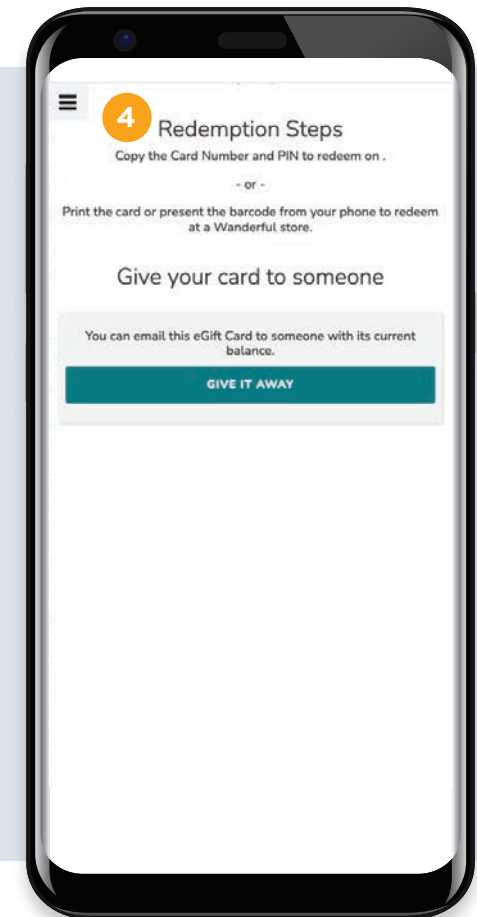 4
Redemption Steps
Copy the Card Number and PIN to redeem on .
- or -
Print the card or present the barcode from your phone to redeem
at a Wanderful store.
Give your card to someone
You can email this eGift Card to someone with its current
balance.
GIVE IT AWAY